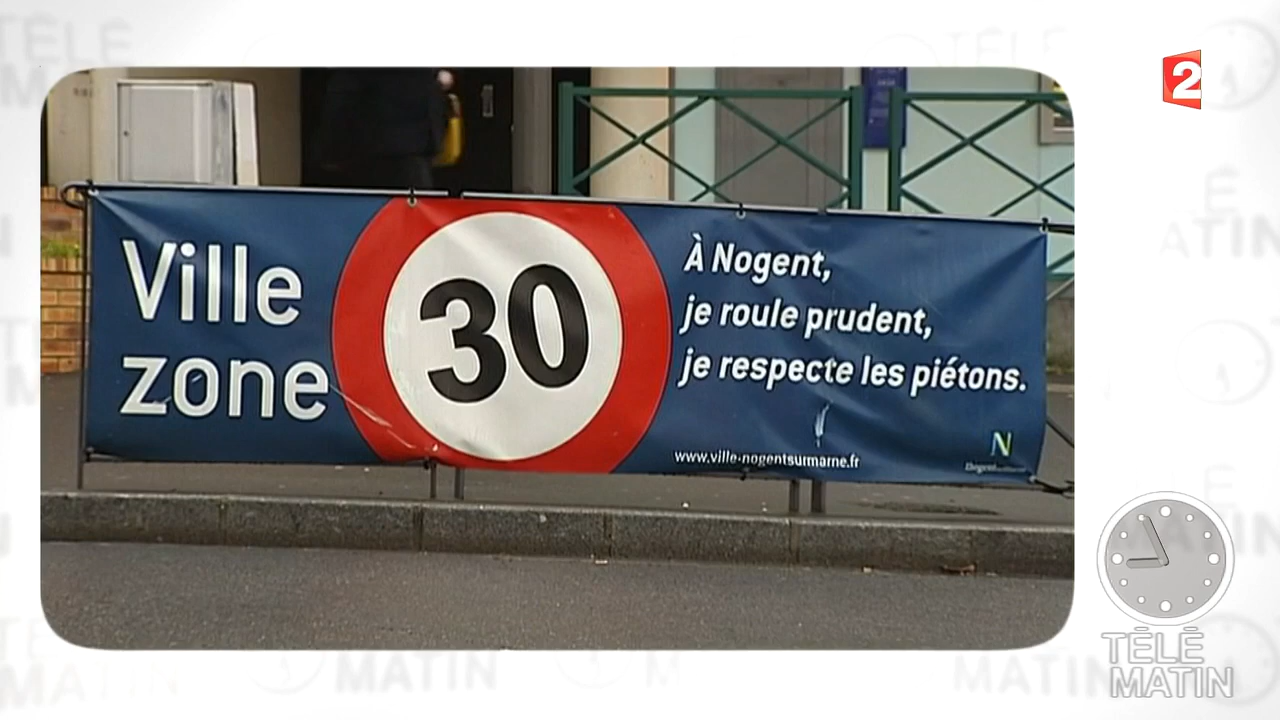 2
Ville
zone
30
À Nogent,
je roule prudent,
je respecte les piétons.
www.ville-nogentsurmarne.fr
N
TÉLÉ
MATIN